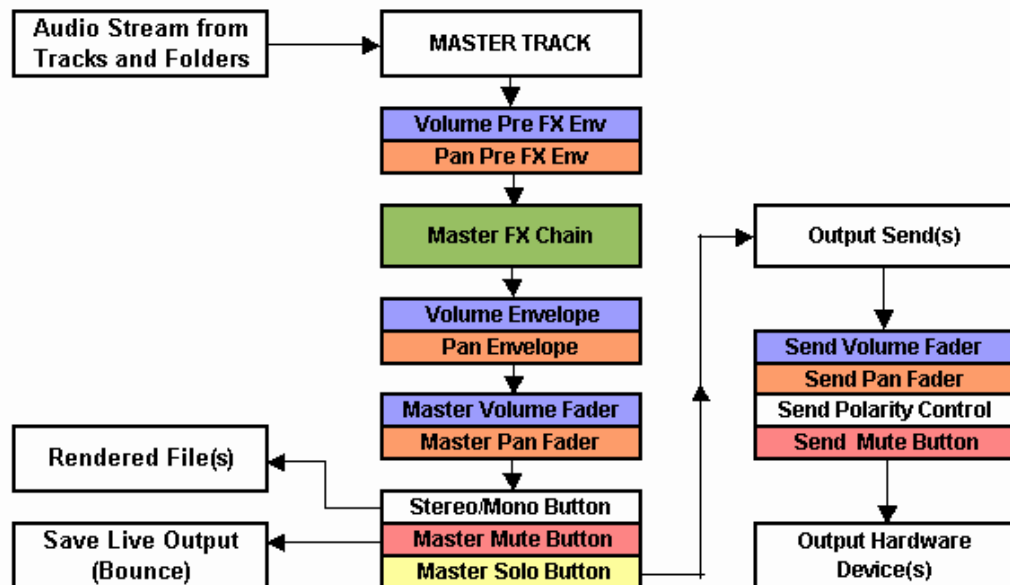 Audio Stream from
Tracks and Folders
MASTER TRACK
Volume Pre FX Env
Pan Pre FX Env
Master FX Chain
Volume Envelope
Pan Envelope
Master Volume Fader
Master Pan Fader
Stereo/Mono Button
Master Mute Button
Master Solo Button
Rendered File(s)
Save Live Output
(Bounce)
Output Send(s)
Send Volume Fader
Send Pan Fader
Send Polarity Control
Send Mute Button
Output Hardware
Device(s)